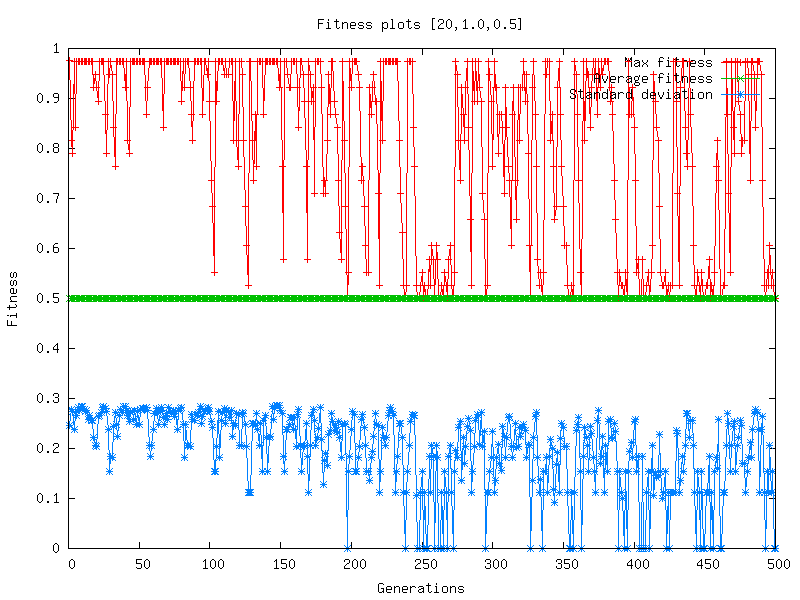 Fitness plots [20,1.0,0.5]
1
Max fitness
Average fitness
0.9
Standard deviation
0.8
0.7
0.6
Fitness
0.5
0.4
0.3
0.2
0.1
0
0 50 100 150 200 250 300 350 400 450 500
Generations